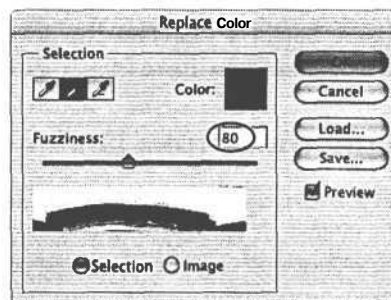 Replace Color
Selection
Color:
Cancel
Fuzziness:
80
Load...
Save...
Preview
Selection
Image